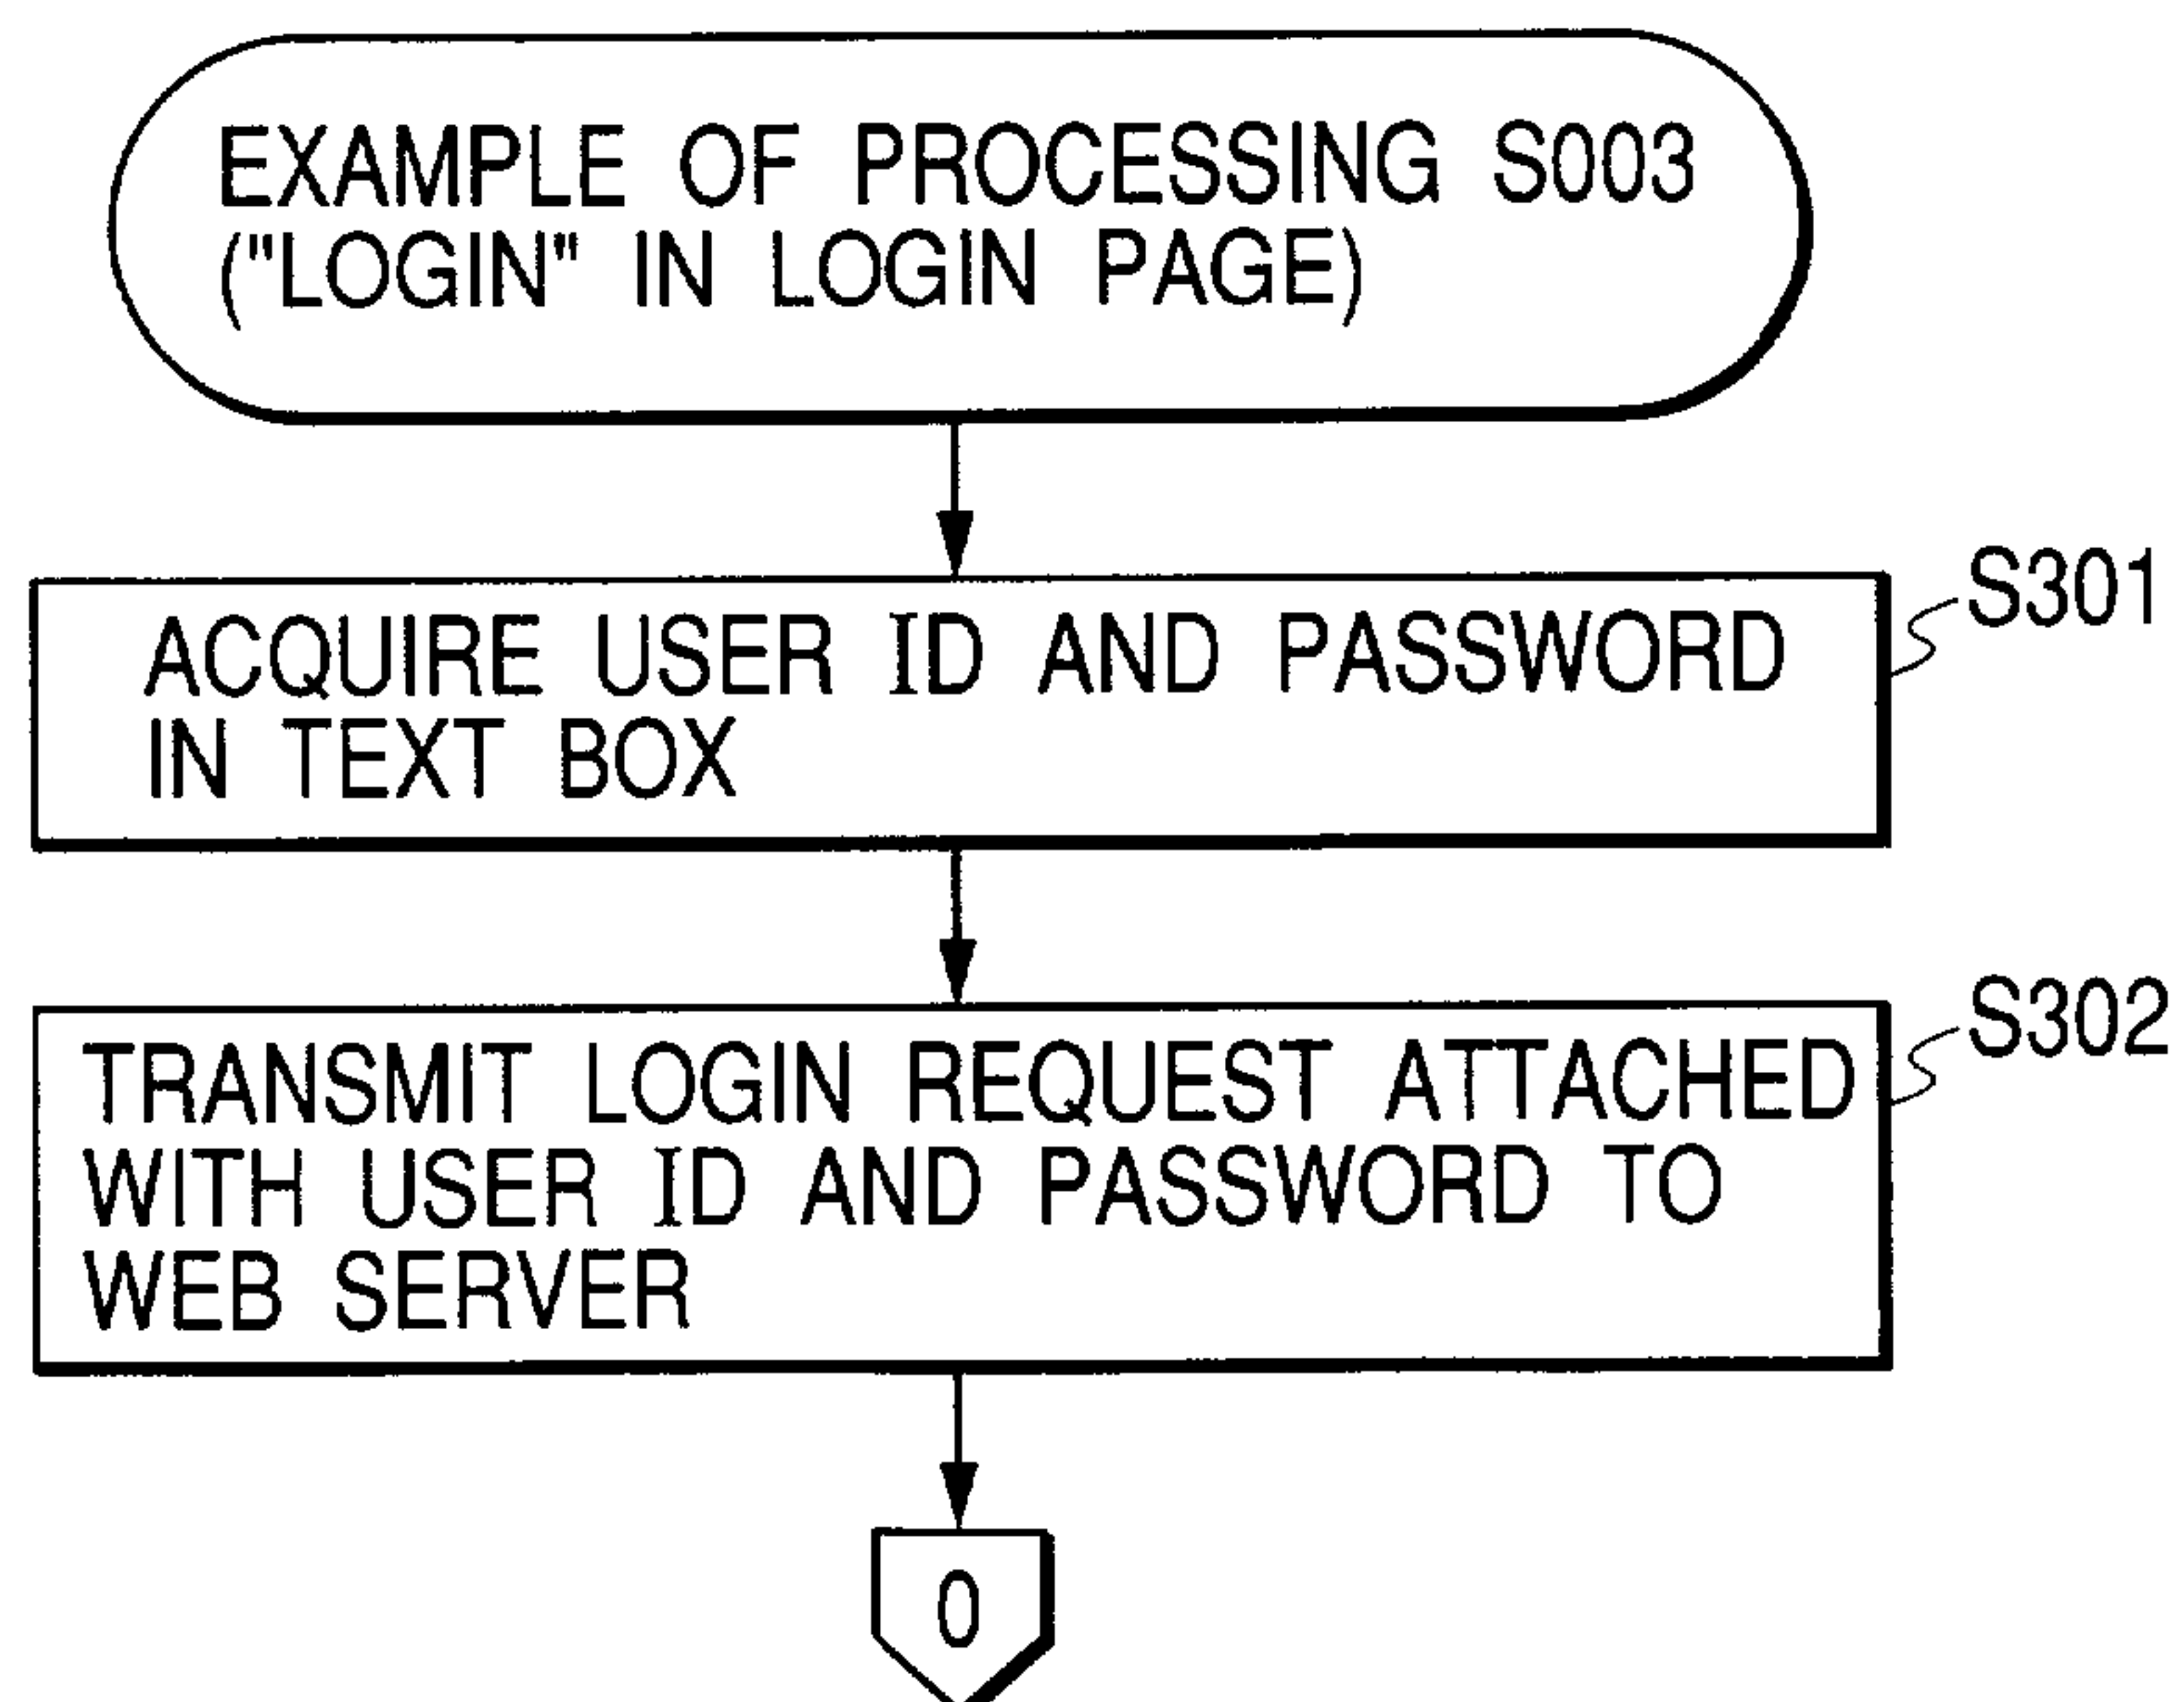 EXAMPLE OF PROCESSING S003
("LOGIN" IN LOGIN PAGE)
S301
ACQUIRE USER ID AND PASSWORD
IN TEXT BOX
S302
TRANSMIT LOGIN REQUEST ATTACHED
WITH USER ID AND PASSWORD TO
WEB SERVER
0